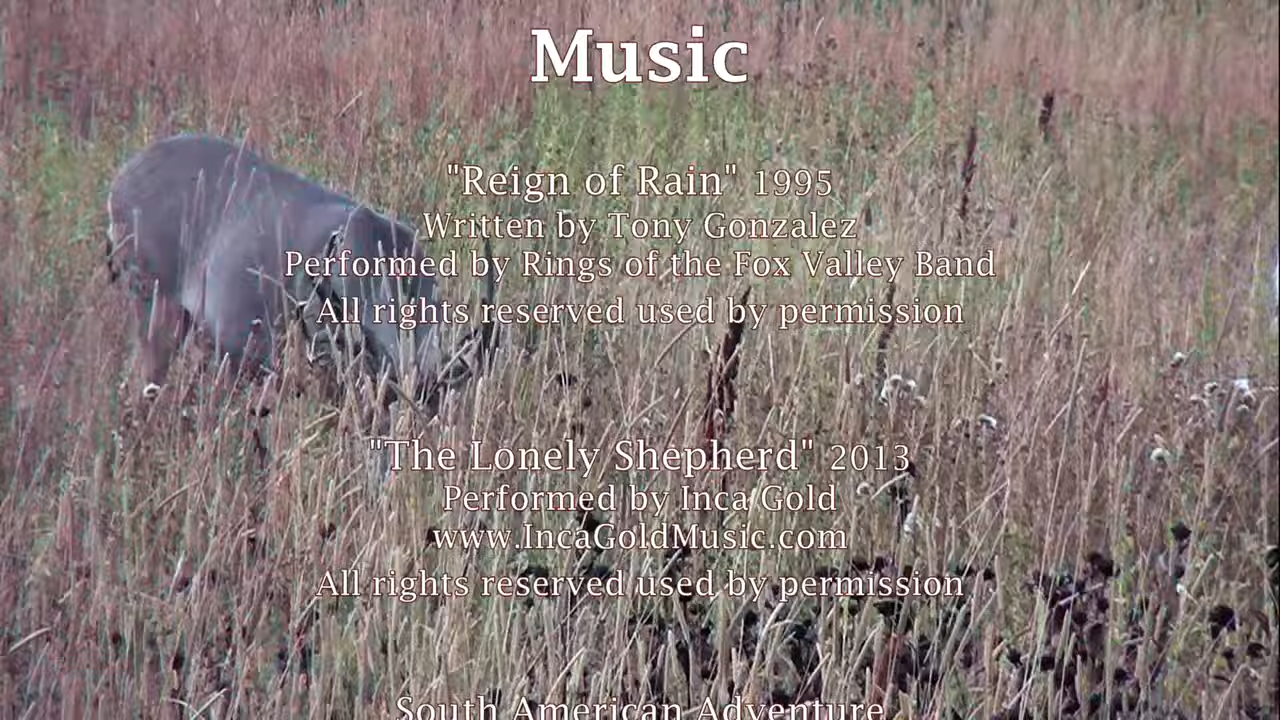 Music
"Reign of Rain" 1995
Written by Tony Gonzalez
Performed by Rings of the Fox Valley Band
All rights reserved used by permission
"The Lonely Shepherd" 2013
Performed by Inca Gold
www.IncaGoldMusic.com
All rights reserved used by permission
South American Adventure